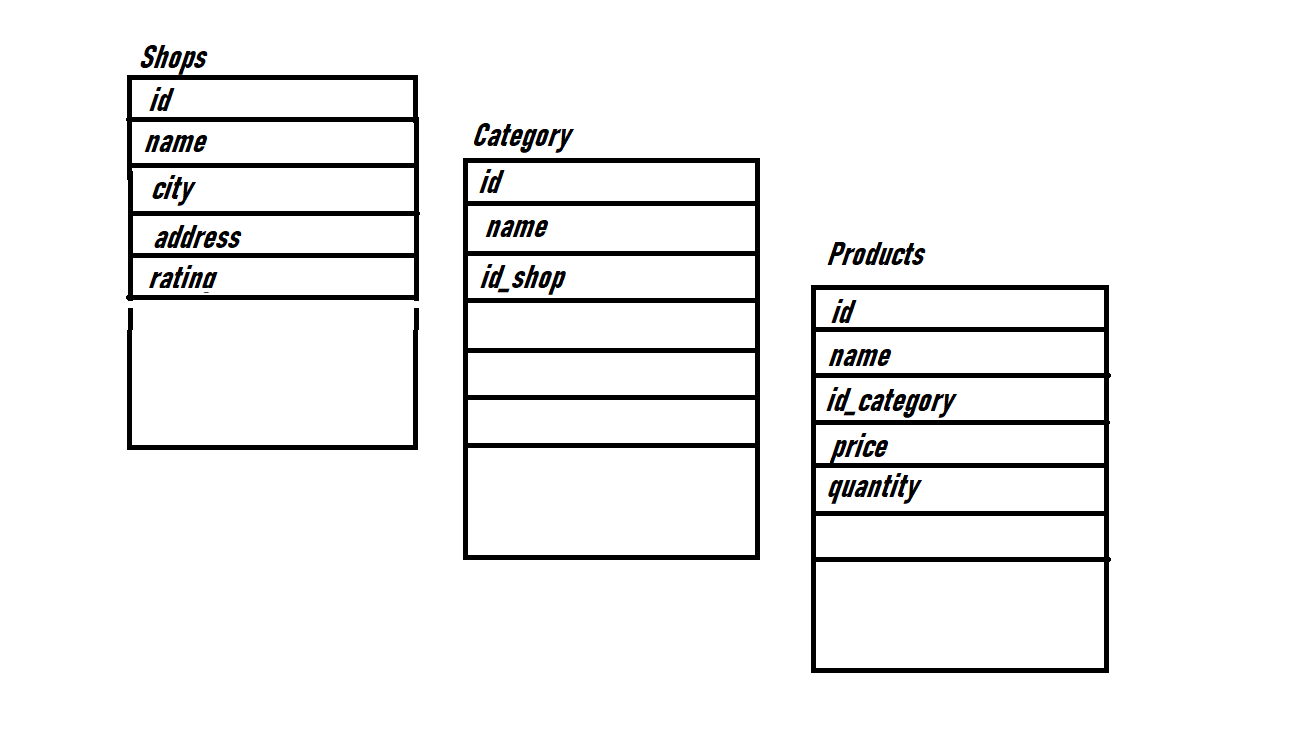 Shops
id
name
city
address
rating
Category
id
name
id_shop
Products
id
name
id_category
price
quantity